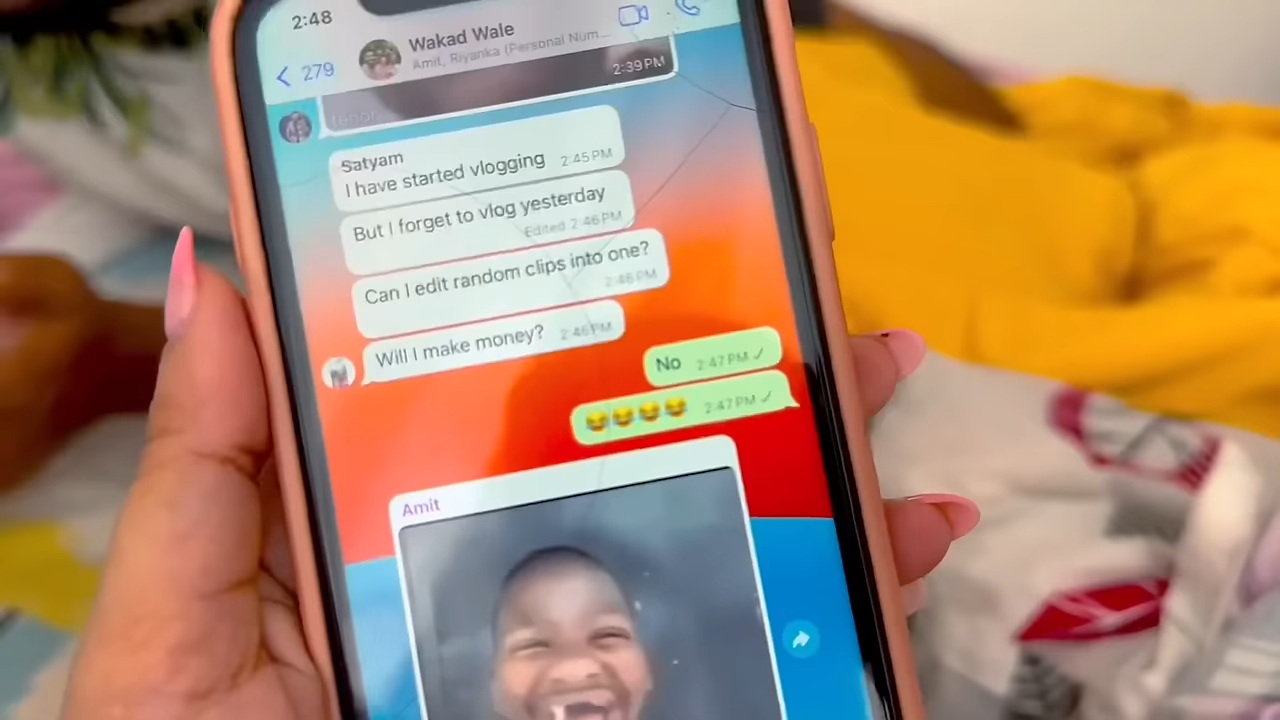 2:48
279
Wakad Wale
Amit, Riyanka (Personal Num...
2:39 PM
tenor
Satyam
I have started vlogging 2:45 PM
But I forget to vlog yesterday
Edited 2:46 PM
Can I edit random clips into one?
2:46 PM
Will I make money? 2:46 PM
No 2:47 PM
😂😂😂😂 2:47 PM
Amit